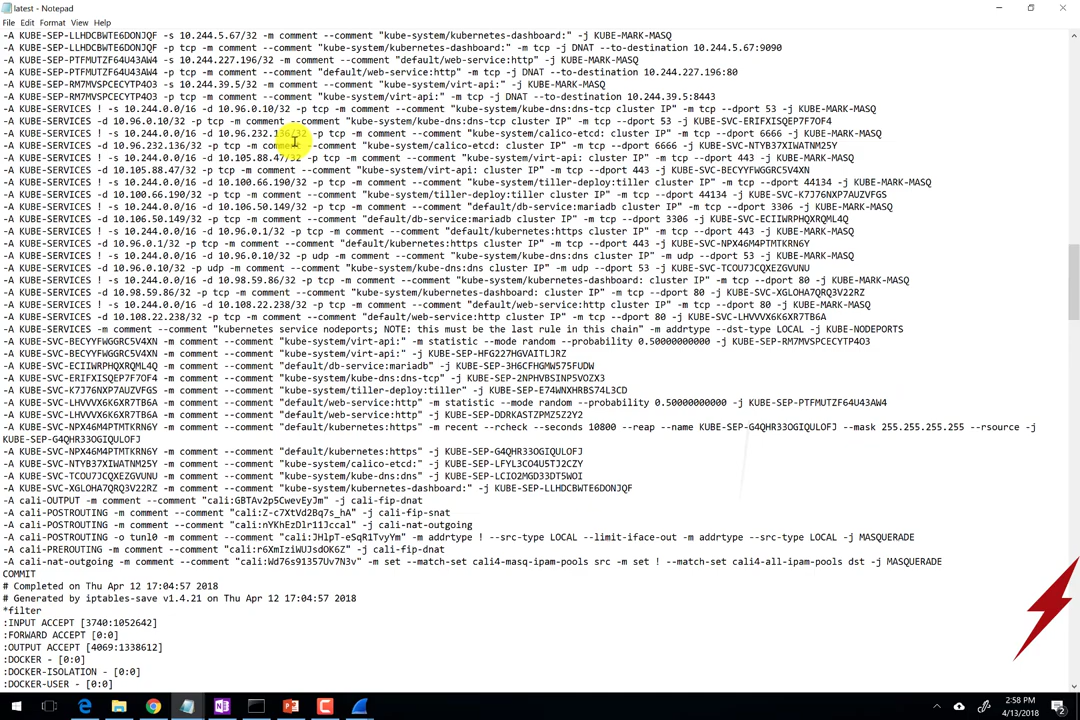 latest - Notepad
File Edit Format View Help
-A KUBE-SEP-LLHDCBWTE6DONJQF -s 10.244.5.67/32 -m comment --comment "kube-system/kubernetes-dashboard:" -j KUBE-MARK-MASQ
-A KUBE-SEP-LLHDCBWTE6DONJQF -p tcp -m comment --comment "kube-system/kubernetes-dashboard:" -m tcp -j DNAT --to-destination 10.244.5.67:9090
-A KUBE-SEP-PTFMUTZF64U43AW4 -s 10.244.227.196/32 -m comment --comment "default/web-service:http" -j KUBE-MARK-MASQ
-A KUBE-SEP-PTFMUTZF64U43AW4 -p tcp -m comment --comment "default/web-service:http" -m tcp -j DNAT --to-destination 10.244.227.196:80
-A KUBE-SEP-RM7MVSPCECYTP4O3 -s 10.244.39.5/32 -m comment --comment "kube-system/virt-api:" -j KUBE-MARK-MASQ
-A KUBE-SEP-RM7MVSPCECYTP4O3 -p tcp -m comment --comment "kube-system/virt-api:" -m tcp -j DNAT --to-destination 10.244.39.5:8443
-A KUBE-SERVICES ! -s 10.244.0.0/16 -d 10.96.0.10/32 -p tcp -m comment --comment "kube-system/kube-dns:dns-tcp cluster IP" -m tcp --dport 53 -j KUBE-MARK-MASQ
-A KUBE-SERVICES -d 10.96.0.10/32 -p tcp -m comment --comment "kube-system/kube-dns:dns-tcp cluster IP" -m tcp --dport 53 -j KUBE-SVC-ERIFXISQEP7F7OF4
-A KUBE-SERVICES ! -s 10.244.0.0/16 -d 10.96.232.136/32 -p tcp -m comment --comment "kube-system/calico-etcd: cluster IP" -m tcp --dport 6666 -j KUBE-MARK-MASQ
-A KUBE-SERVICES -d 10.96.232.136/32 -p tcp -m comment --comment "kube-system/calico-etcd: cluster IP" -m tcp --dport 6666 -j KUBE-SVC-NTYB37XIWATNM25Y
-A KUBE-SERVICES ! -s 10.244.0.0/16 -d 10.105.88.47/32 -p tcp -m comment --comment "kube-system/virt-api: cluster IP" -m tcp --dport 443 -j KUBE-MARK-MASQ
-A KUBE-SERVICES -d 10.105.88.47/32 -p tcp -m comment --comment "kube-system/virt-api: cluster IP" -m tcp --dport 443 -j KUBE-SVC-BECYYFWGGRC5V4XN
-A KUBE-SERVICES ! -s 10.244.0.0/16 -d 10.100.66.190/32 -p tcp -m comment --comment "kube-system/tiller-deploy:tiller cluster IP" -m tcp --dport 44134 -j KUBE-MARK-MASQ
-A KUBE-SERVICES -d 10.100.66.190/32 -p tcp -m comment --comment "kube-system/tiller-deploy:tiller cluster IP" -m tcp --dport 44134 -j KUBE-SVC-K7J76NXP7AUZVFGS
-A KUBE-SERVICES ! -s 10.244.0.0/16 -d 10.106.50.149/32 -p tcp -m comment --comment "default/db-service:mariadb cluster IP" -m tcp --dport 3306 -j KUBE-MARK-MASQ
-A KUBE-SERVICES -d 10.106.50.149/32 -p tcp -m comment --comment "default/db-service:mariadb cluster IP" -m tcp --dport 3306 -j KUBE-SVC-ECIIWRPHQXRQML4Q
-A KUBE-SERVICES ! -s 10.244.0.0/16 -d 10.96.0.1/32 -p tcp -m comment --comment "default/kubernetes:https cluster IP" -m tcp --dport 443 -j KUBE-MARK-MASQ
-A KUBE-SERVICES -d 10.96.0.1/32 -p tcp -m comment --comment "default/kubernetes:https cluster IP" -m tcp --dport 443 -j KUBE-SVC-NPX46M4PTMTKRN6Y
-A KUBE-SERVICES ! -s 10.244.0.0/16 -d 10.96.0.10/32 -p udp -m comment --comment "kube-system/kube-dns:dns cluster IP" -m udp --dport 53 -j KUBE-MARK-MASQ
-A KUBE-SERVICES -d 10.96.0.10/32 -p udp -m comment --comment "kube-system/kube-dns:dns cluster IP" -m udp --dport 53 -j KUBE-SVC-TCOU7JCQXEZGVUNU
-A KUBE-SERVICES ! -s 10.244.0.0/16 -d 10.98.59.86/32 -p tcp -m comment --comment "kube-system/kubernetes-dashboard: cluster IP" -m tcp --dport 80 -j KUBE-MARK-MASQ
-A KUBE-SERVICES -d 10.98.59.86/32 -p tcp -m comment --comment "kube-system/kubernetes-dashboard: cluster IP" -m tcp --dport 80 -j KUBE-SVC-XGLOHA7QRQ3V22RZ
-A KUBE-SERVICES ! -s 10.244.0.0/16 -d 10.108.22.238/32 -p tcp -m comment --comment "default/web-service:http cluster IP" -m tcp --dport 80 -j KUBE-MARK-MASQ
-A KUBE-SERVICES -d 10.108.22.238/32 -p tcp -m comment --comment "default/web-service:http cluster IP" -m tcp --dport 80 -j KUBE-SVC-LHVVVX6K6XR7TB6A
-A KUBE-SERVICES -m comment --comment "kubernetes service nodeports; NOTE: this must be the last rule in this chain" -m addrtype --dst-type LOCAL -j KUBE-NODEPORTS
-A KUBE-SVC-BECYYFWGGRC5V4XN -m comment --comment "kube-system/virt-api:" -m statistic --mode random --probability 0.50000000000 -j KUBE-SEP-RM7MVSPCECYTP4O3
-A KUBE-SVC-BECYYFWGGRC5V4XN -m comment --comment "kube-system/virt-api:" -j KUBE-SEP-HFG227HGVAITLJRZ
-A KUBE-SVC-ECIIWRPHQXRQML4Q -m comment --comment "default/db-service:mariadb" -j KUBE-SEP-3H6CFHGMW575FUDW
-A KUBE-SVC-ERIFXISQEP7F7OF4 -m comment --comment "kube-system/kube-dns:dns-tcp" -j KUBE-SEP-2NPHVBSINP5VOZX3
-A KUBE-SVC-K7J76NXP7AUZVFGS -m comment --comment "kube-system/tiller-deploy:tiller" -j KUBE-SEP-E74WNXHRBS74L3CD
-A KUBE-SVC-LHVVVX6K6XR7TB6A -m comment --comment "default/web-service:http" -m statistic --mode random --probability 0.50000000000 -j KUBE-SEP-PTFMUTZF64U43AW4
-A KUBE-SVC-LHVVVX6K6XR7TB6A -m comment --comment "default/web-service:http" -j KUBE-SEP-DDRKASTZPMZ5Z2Y2
-A KUBE-SVC-NPX46M4PTMTKRN6Y -m comment --comment "default/kubernetes:https" -m recent --rcheck --seconds 10800 --reap --name KUBE-SEP-G4QHR33OGIQULOFJ --mask 255.255.255.255 --rsource -j
KUBE-SEP-G4QHR33OGIQULOFJ
-A KUBE-SVC-NPX46M4PTMTKRN6Y -m comment --comment "default/kubernetes:https" -j KUBE-SEP-G4QHR33OGIQULOFJ
-A KUBE-SVC-NTYB37XIWATNM25Y -m comment --comment "kube-system/calico-etcd:" -j KUBE-SEP-LFYL3CO4U5TJ2CZY
-A KUBE-SVC-TCOU7JCQXEZGVUNU -m comment --comment "kube-system/kube-dns:dns" -j KUBE-SEP-LCIO2MGD33DT5WOI
-A KUBE-SVC-XGLOHA7QRQ3V22RZ -m comment --comment "kube-system/kubernetes-dashboard:" -j KUBE-SEP-LLHDCBWTE6DONJQF
-A cali-OUTPUT -m comment --comment "cali:GBTAv2p5CwevEyJm" -j cali-fip-dnat
-A cali-POSTROUTING -m comment --comment "cali:Z-c7XtVd2Bq7s_hA" -j cali-fip-snat
-A cali-POSTROUTING -m comment --comment "cali:nYKhEzDlr11Jccal" -j cali-nat-outgoing
-A cali-POSTROUTING -o tunl0 -m comment --comment "cali:JHlpT-eSqR1TvyYm" -m addrtype ! --src-type LOCAL --limit-iface-out -m addrtype --src-type LOCAL -j MASQUERADE
-A cali-PREROUTING -m comment --comment "cali:r6XmIziWUJsdOK6Z" -j cali-fip-dnat
-A cali-nat-outgoing -m comment --comment "cali:Wd76s91357Uv7N3v" -m set --match-set cali4-masq-ipam-pools src -m set ! --match-set cali4-all-ipam-pools dst -j MASQUERADE
COMMIT
# Completed on Thu Apr 12 17:04:57 2018
# Generated by iptables-save v1.4.21 on Thu Apr 12 17:04:57 2018
*filter
:INPUT ACCEPT [3740:1052642]
:FORWARD ACCEPT [0:0]
:OUTPUT ACCEPT [4069:1338612]
:DOCKER - [0:0]
:DOCKER-ISOLATION - [0:0]
:DOCKER-USER - [0:0]
2:58 PM
4/13/2018